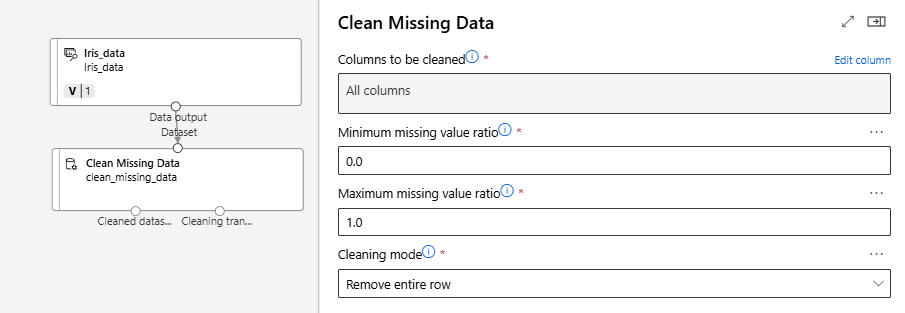 Iris_data
Iris_data
V | 1
Data output
Dataset
Clean Missing Data
clean_missing_data
Cleaned datas...
Cleaning tran...
Clean Missing Data
Columns to be cleaned *
Edit column
All columns
Minimum missing value ratio *
0.0
Maximum missing value ratio *
1.0
Cleaning mode *
Remove entire row